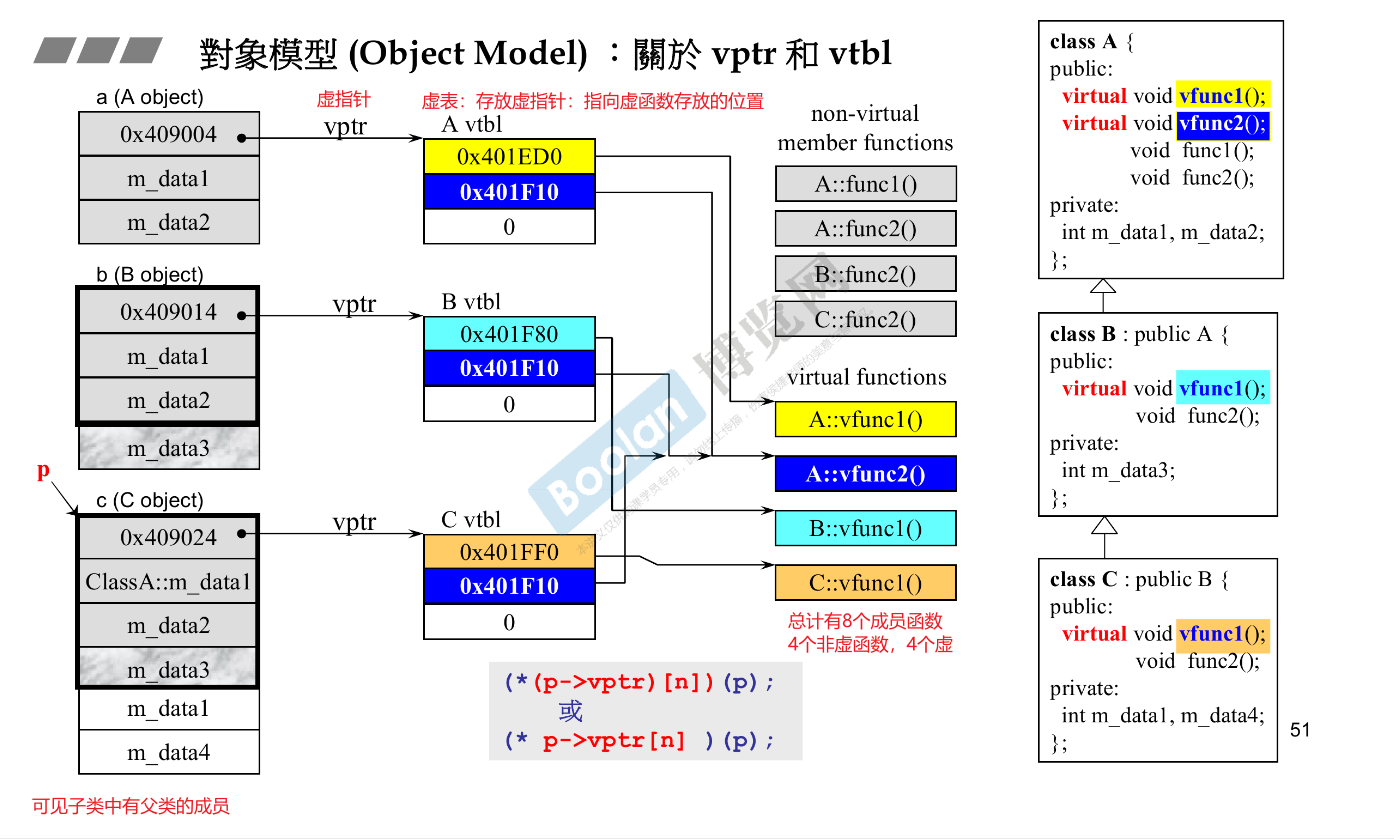 對象模型 (Object Model) ：關於 vptr 和 vtbl
a (A object)
0x409004
m_data1
m_data2
虚指针
vptr
虚表：存放虚指针：指向虚函数存放的位置
A vtbl
0x401ED0
0x401F10
0
b (B object)
0x409014
m_data1
m_data2
m_data3
vptr
B vtbl
0x401F80
0x401F10
0
p
c (C object)
0x409024
ClassA::m_data1
m_data2
m_data3
m_data1
m_data4
vptr
C vtbl
0x401FF0
0x401F10
0
可见子类中有父类的成员
non-virtual
member functions
A::func1()
A::func2()
B::func2()
C::func2()
virtual functions
A::vfunc1()
A::vfunc2()
B::vfunc1()
C::vfunc1()
总计有8个成员函数
4个非虚函数，4个虚
(*(p->vptr)[n])(p);
或
(* p->vptr[n] )(p);
class A {
public:
virtual void vfunc1();
virtual void vfunc2();
void func1();
void func2();
private:
int m_data1, m_data2;
};
class B : public A {
public:
virtual void vfunc1();
void func2();
private:
int m_data3;
};
class C : public B {
public:
virtual void vfunc1();
void func2();
private:
int m_data1, m_data4;
};
51
Boolan 博览网